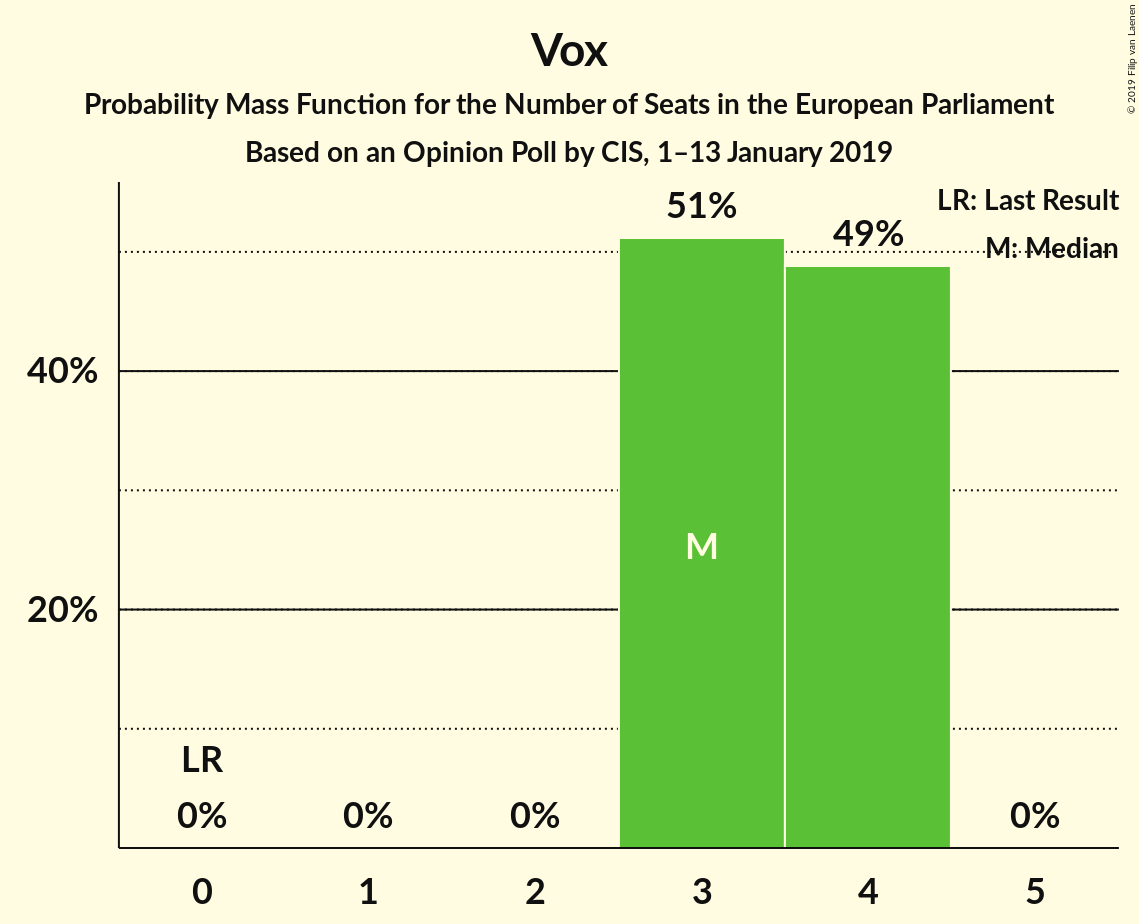 Vox
Probability Mass Function for the Number of Seats in the European Parliament
Based on an Opinion Poll by CIS, 1–13 January 2019
© 2019 Filip van Laenen
LR: Last Result
M: Median
51%
49%
40%
20%
M
LR
0%
0%
0%
0%
0
1
2
3
4
5